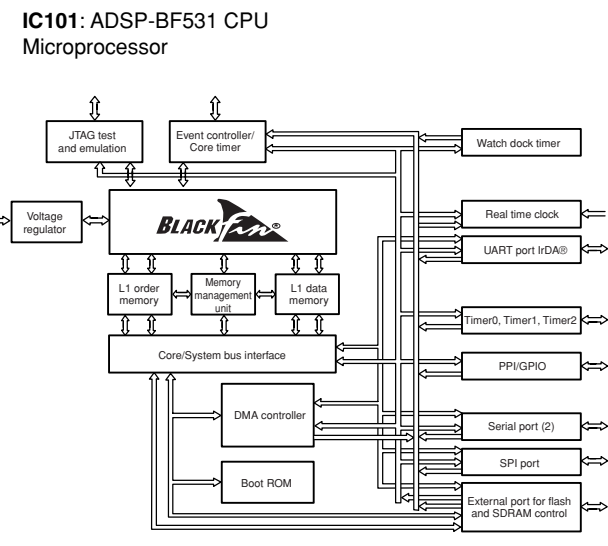 IC101: ADSP-BF531 CPU
Microprocessor
JTAG test
and emulation
Event controller/
Core timer
Watch dock timer
Voltage
regulator
BLACKfin®
Real time clock
UART port IrDA®
L1 order
memory
Memory
management
unit
L1 data
memory
Timer0, Timer1, Timer2
Core/System bus interface
PPI/GPIO
DMA controller
Serial port (2)
SPI port
Boot ROM
External port for flash
and SDRAM control